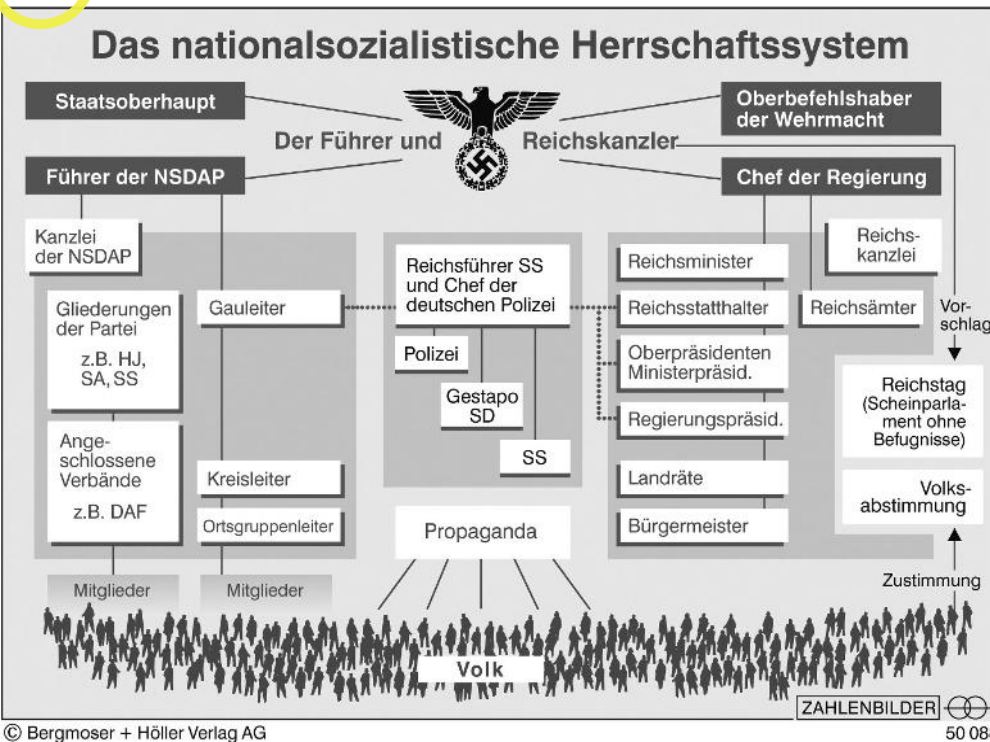 Das nationalsozialistische Herrschaftssystem
Staatsoberhaupt
Oberbefehlshaber
der Wehrmacht
Der Führer und Reichskanzler
Führer der NSDAP
Chef der Regierung
Kanzlei
der NSDAP
Gliederungen
der Partei
z.B. HJ,
SA, SS
Ange-
schlossene
Verbände
z.B. DAF
Gauleiter
Kreisleiter
Ortsgruppenleiter
Mitglieder
Mitglieder
Reichsführer SS
und Chef der
deutschen Polizei
Polizei
Gestapo
SD
SS
Propaganda
Reichsminister
Reichsstatthalter
Oberpräsidenten
Ministerpräsid.
Regierungspräsid.
Landräte
Bürgermeister
Reichs-
kanzlei
Reichsämter
Vor-
schlag
Reichstag
(Scheinparla-
ment ohne
Befugnisse)
Volks-
abstimmung
Zustimmung
Volk
ZAHLENBILDER
© Bergmoser + Höller Verlag AG
50 08